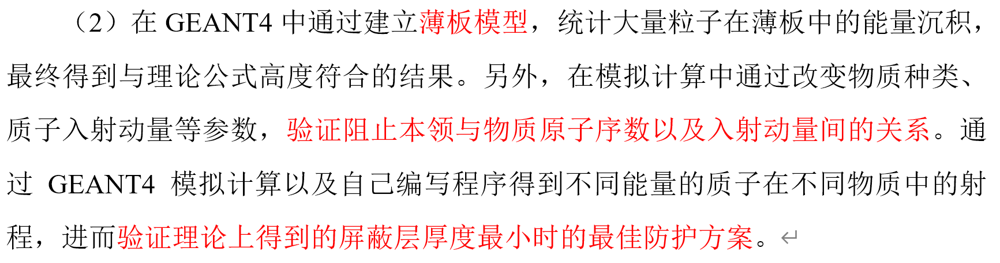 （2）在 GEANT4 中通过建立薄板模型，统计大量粒子在薄板中的能量沉积，
最终得到与理论公式高度符合的结果。另外，在模拟计算中通过改变物质种类、
质子入射动量等参数，验证阻止本领与物质原子序数以及入射动量间的关系。通
过 GEANT4 模拟计算以及自己编写程序得到不同能量的质子在不同物质中的射
程，进而验证理论上得到的屏蔽层厚度最小时的最佳防护方案。↵